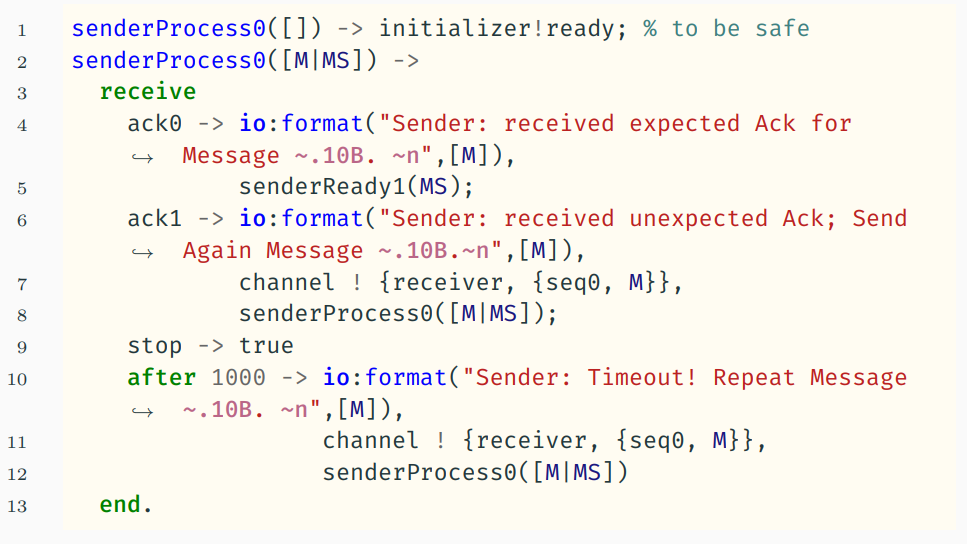 1 senderProcess0([]) -> initializer!ready; % to be safe
2 senderProcess0([M|MS]) ->
3 receive
4 ack0 -> io:format("Sender: received expected Ack for
↪ Message ~.10B. ~n",[M]),
5 senderReady1(MS);
6 ack1 -> io:format("Sender: received unexpected Ack; Send
↪ Again Message ~.10B.~n",[M]),
7 channel ! {receiver, {seq0, M}},
8 senderProcess0([M|MS]);
9 stop -> true
10 after 1000 -> io:format("Sender: Timeout! Repeat Message
↪ ~.10B. ~n",[M]),
11 channel ! {receiver, {seq0, M}},
12 senderProcess0([M|MS])
13 end.